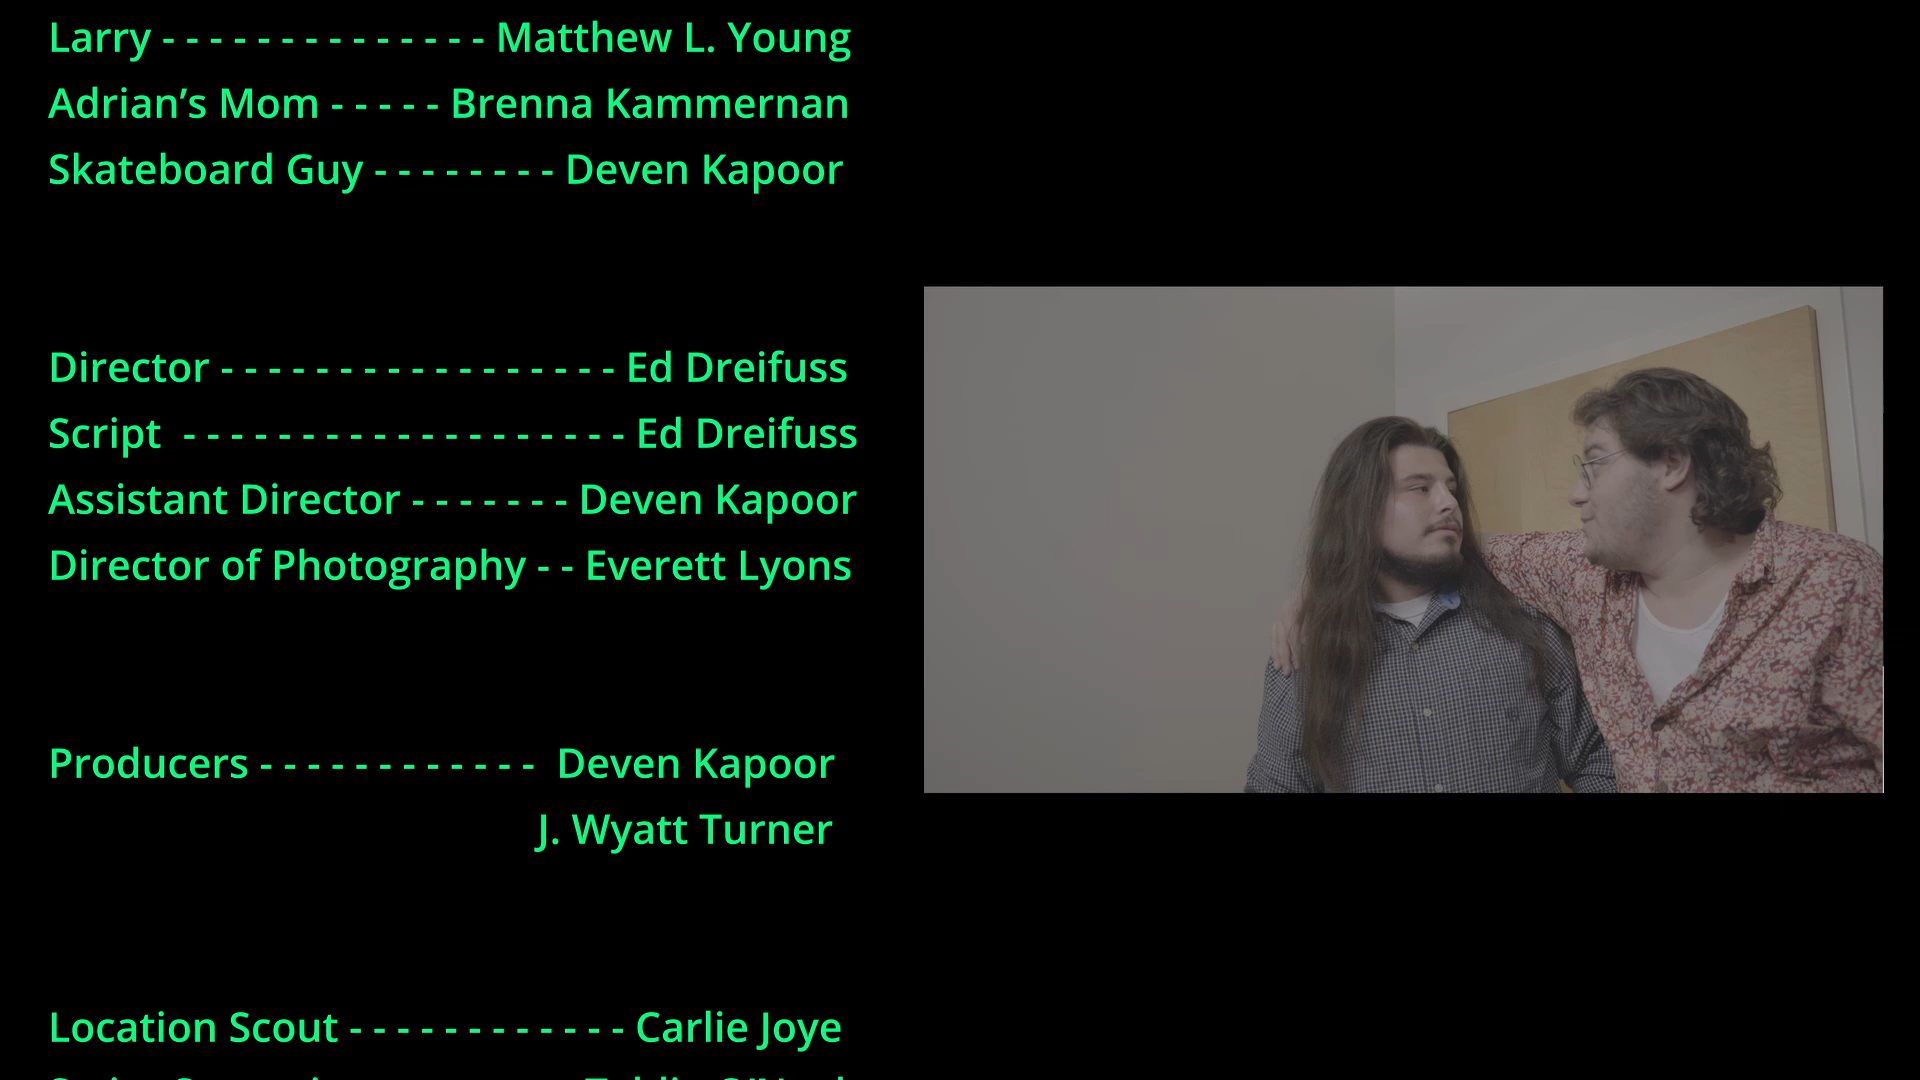 Larry - - - - - - - - - - - - - - Matthew L. Young
Adrian’s Mom - - - - - Brenna Kammernan
Skateboard Guy - - - - - - - - Deven Kapoor
Director - - - - - - - - - - - - - - - - - Ed Dreifuss
Script - - - - - - - - - - - - - - - - - - - Ed Dreifuss
Assistant Director - - - - - - - Deven Kapoor
Director of Photography - - Everett Lyons
Producers - - - - - - - - - - - - Deven Kapoor
J. Wyatt Turner
Location Scout - - - - - - - - - - - - Carlie Joye